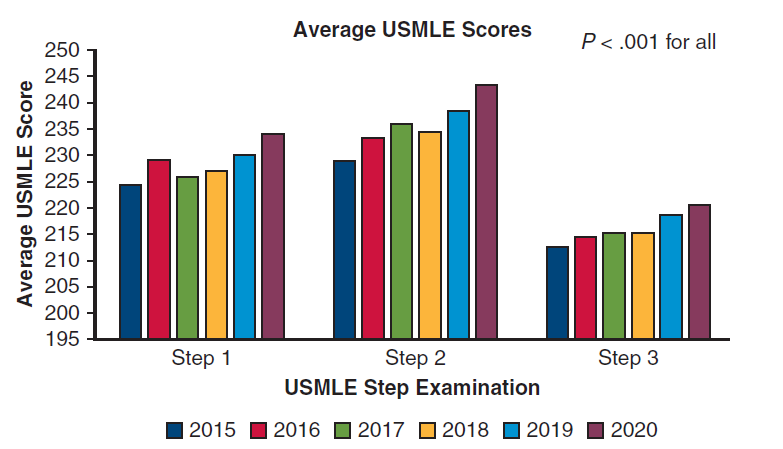 Average USMLE Scores
P < .001 for all
Average USMLE Score
250
245
240
235
230
225
220
215
210
205
200
195
Step 1 Step 2 Step 3
USMLE Step Examination
2015 2016 2017 2018 2019 2020